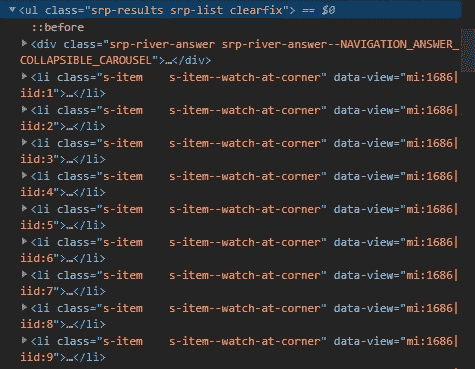 ▼<ul class="srp-results srp-list clearfix"> == $0
::before
▶<div class="srp-river-answer srp-river-answer--NAVIGATION_ANSWER_
COLLAPSIBLE_CAROUSEL">…</div>
▶<li class="s-item    s-item--watch-at-corner" data-view="mi:1686|
iid:1">…</li>
▶<li class="s-item    s-item--watch-at-corner" data-view="mi:1686|
iid:2">…</li>
▶<li class="s-item    s-item--watch-at-corner" data-view="mi:1686|
iid:3">…</li>
▶<li class="s-item    s-item--watch-at-corner" data-view="mi:1686|
iid:4">…</li>
▶<li class="s-item    s-item--watch-at-corner" data-view="mi:1686|
iid:5">…</li>
▶<li class="s-item    s-item--watch-at-corner" data-view="mi:1686|
iid:6">…</li>
▶<li class="s-item    s-item--watch-at-corner" data-view="mi:1686|
iid:7">…</li>
▶<li class="s-item    s-item--watch-at-corner" data-view="mi:1686|
iid:8">…</li>
▶<li class="s-item    s-item--watch-at-corner" data-view="mi:1686|
iid:9">…</li>